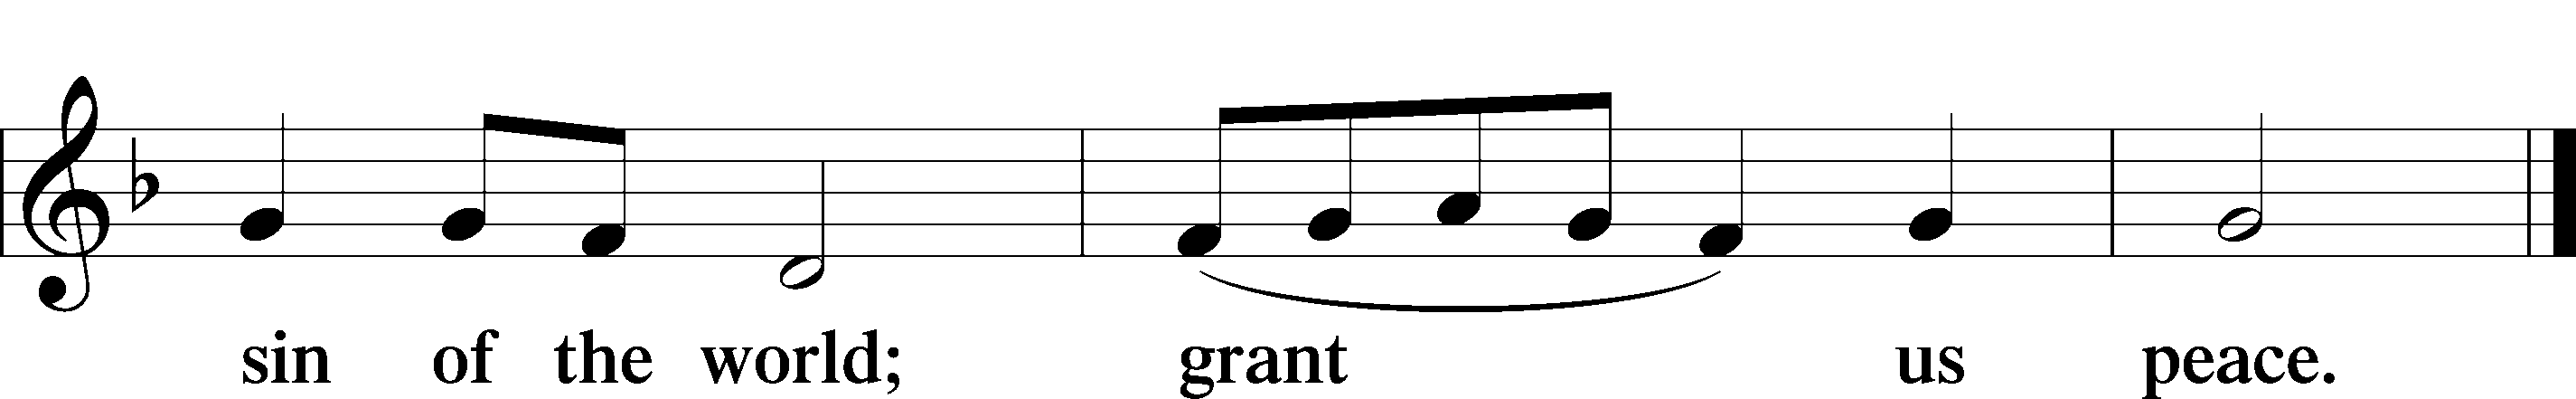 sin of the world; grant us peace.